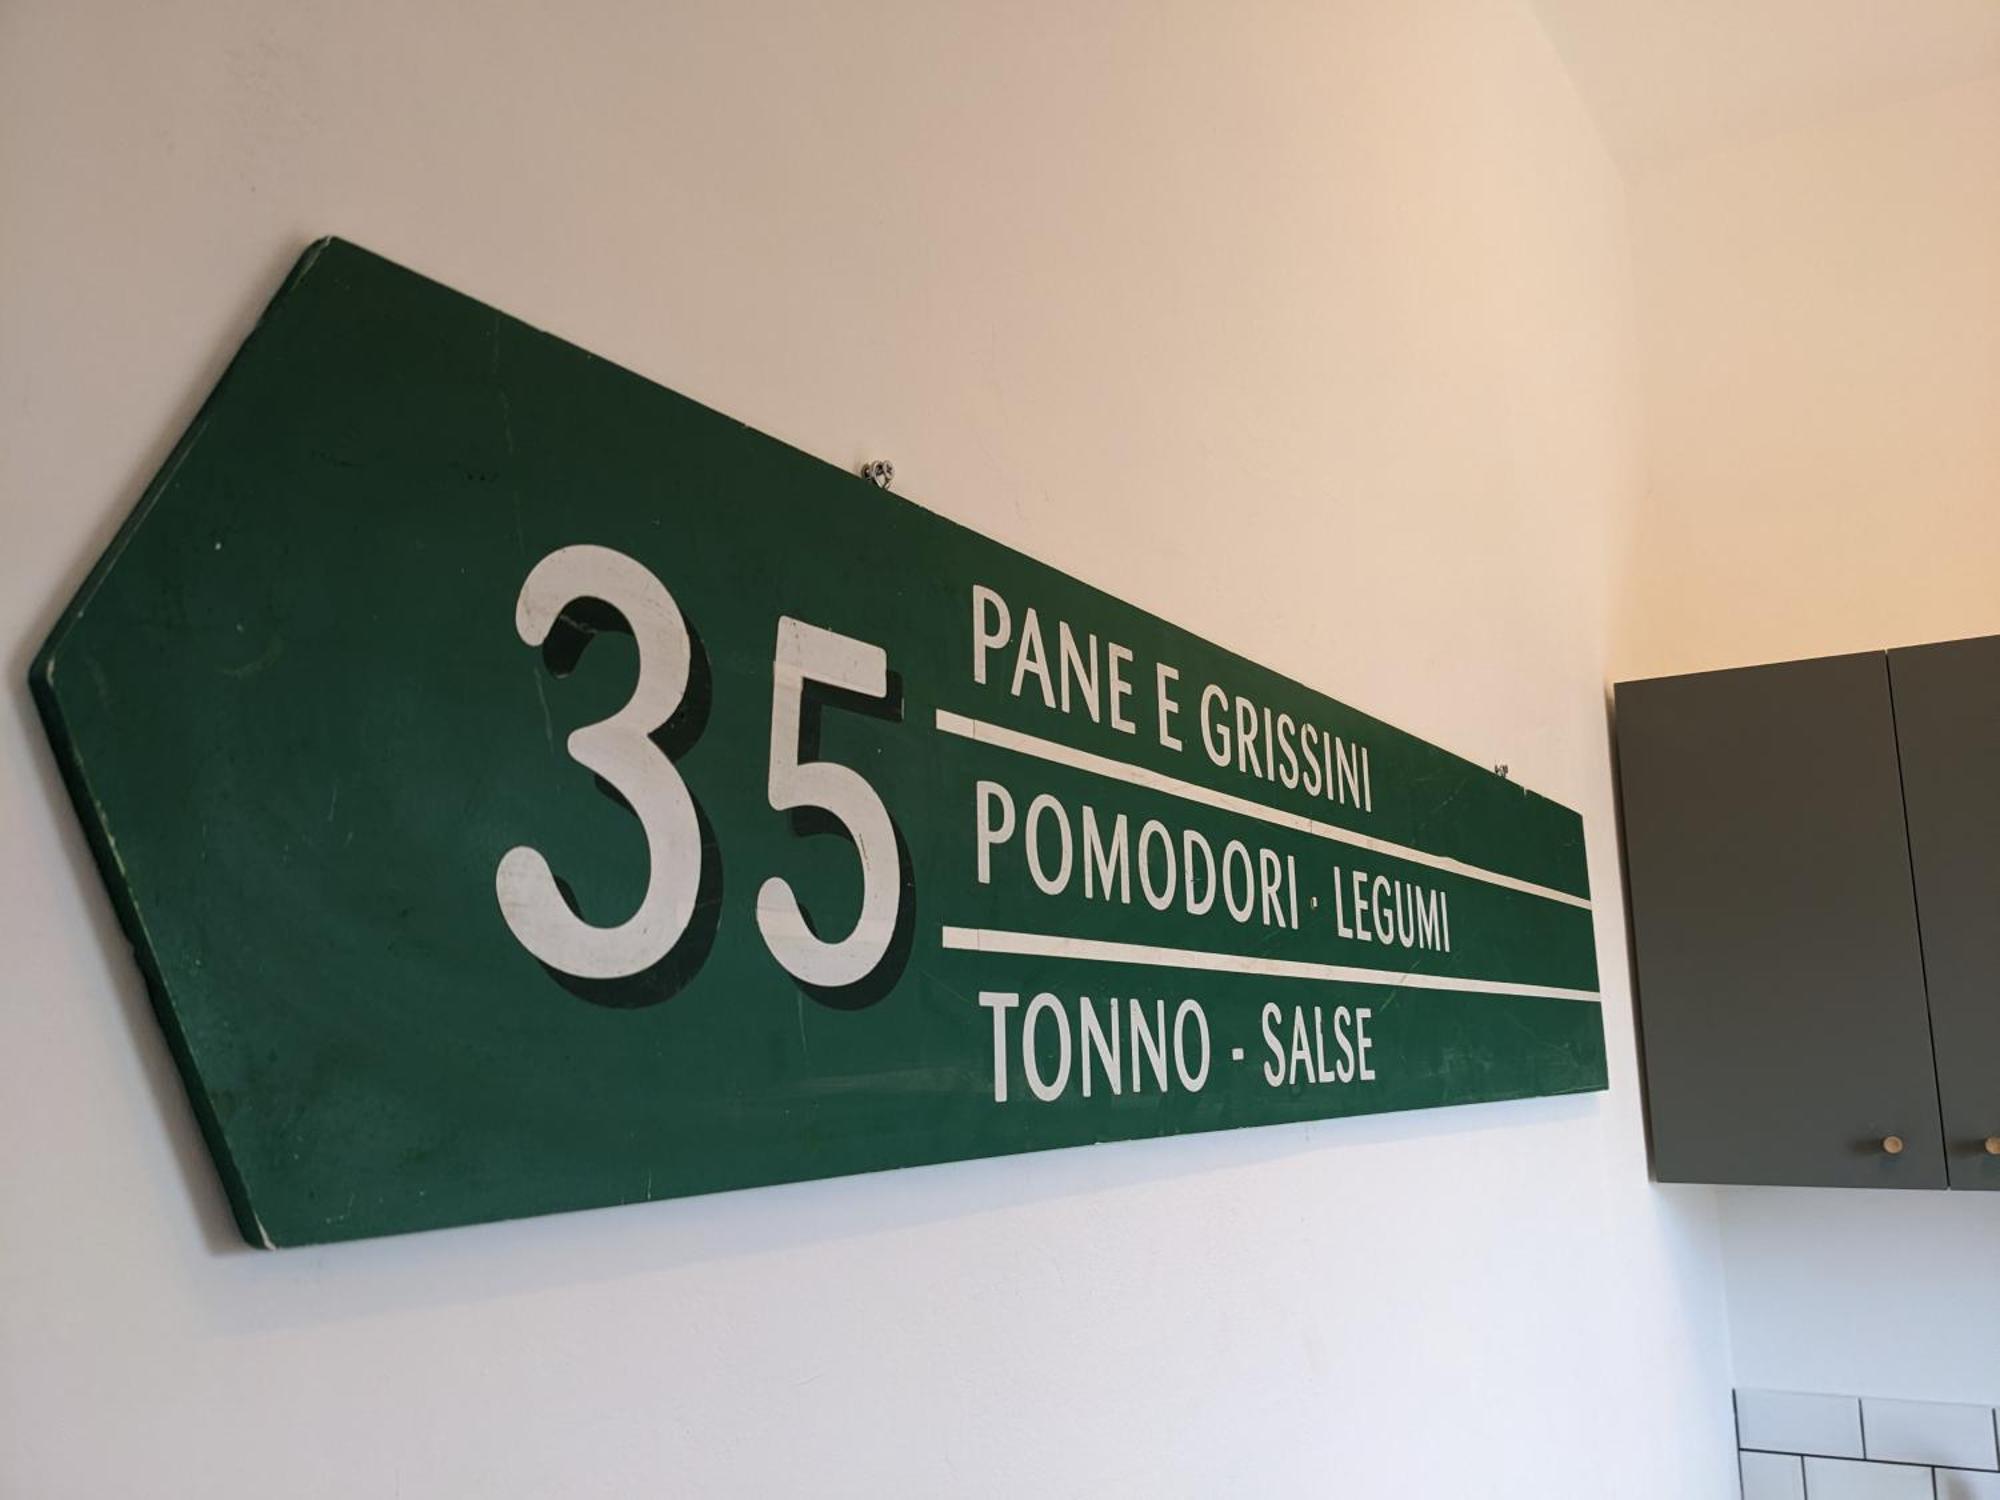 35
PANE E GRISSINI
POMODORI · LEGUMI
TONNO - SALSE